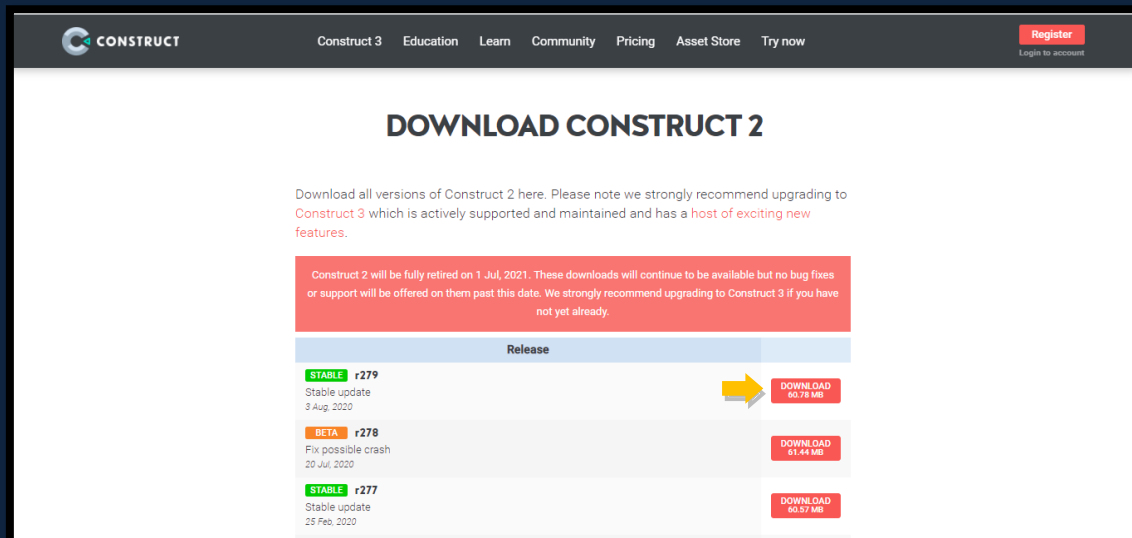 CONSTRUCT
Construct 3 Education Learn Community Pricing Asset Store Try now
Register
Login to account
DOWNLOAD CONSTRUCT 2
Download all versions of Construct 2 here. Please note we strongly recommend upgrading to
Construct 3 which is actively supported and maintained and has a host of exciting new
features.
Construct 2 will be fully retired on 1 Jul, 2021. These downloads will continue to be available but no bug fixes
or support will be offered on them past this date. We strongly recommend upgrading to Construct 3 if you have
not yet already.
Release
STABLE r279
Stable update
3 Aug, 2020
DOWNLOAD
60.78 MB
BETA r278
Fix possible crash
20 Jul, 2020
DOWNLOAD
61.44 MB
STABLE r277
Stable update
25 Feb, 2020
DOWNLOAD
60.57 MB